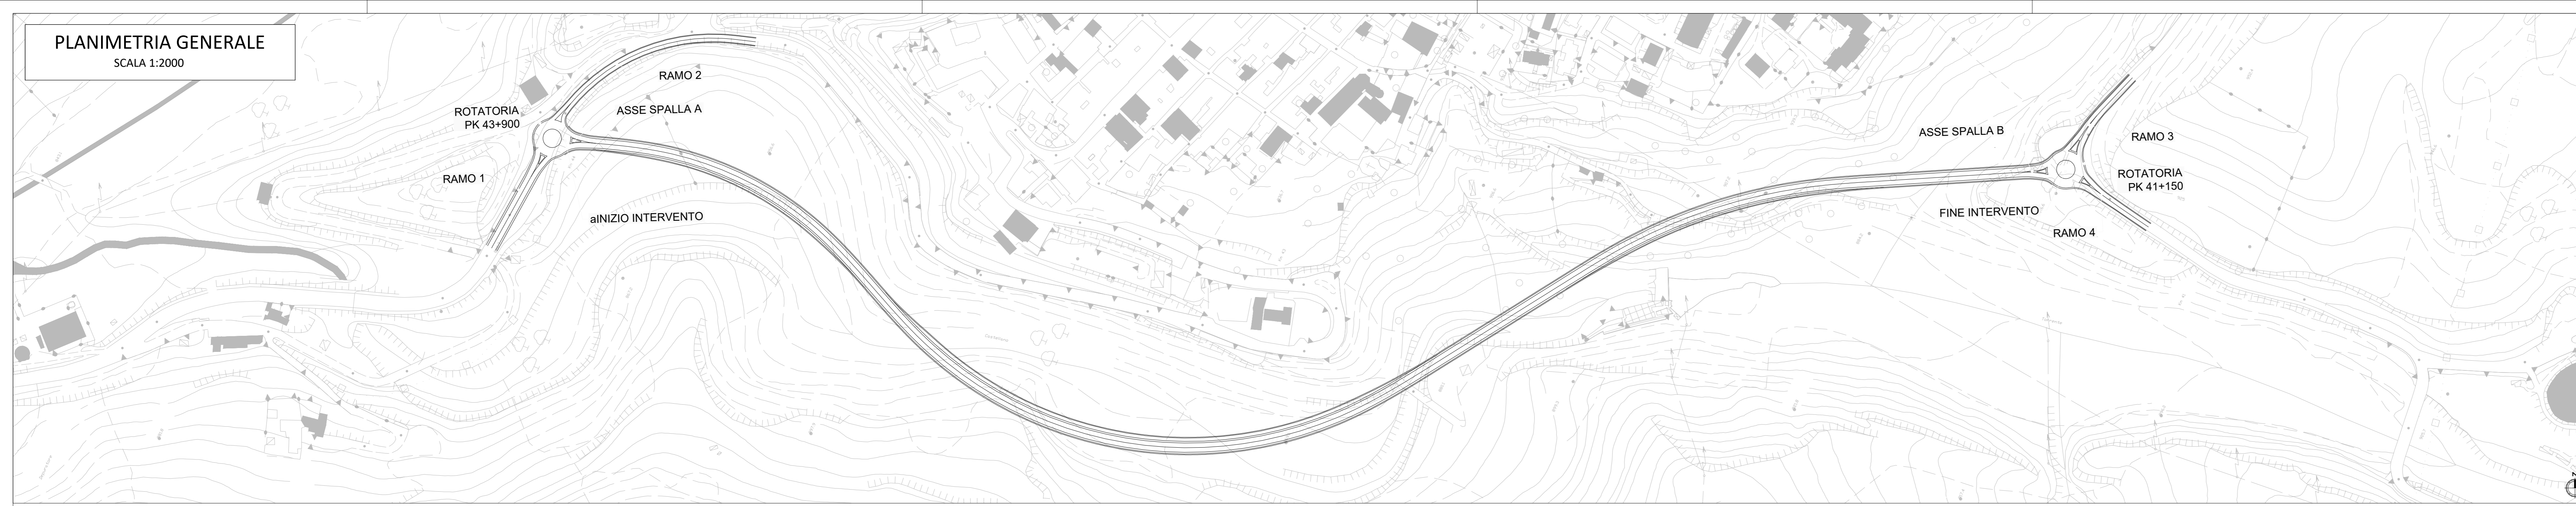 PLANIMETRIA GENERALE
SCALA 1:2000
RAMO 2
ROTATORIA
PK 43+900
ASSE SPALLA A
RAMO 1
aINIZIO INTERVENTO
ASSE SPALLA B
RAMO 3
ROTATORIA
PK 41+150
FINE INTERVENTO
RAMO 4